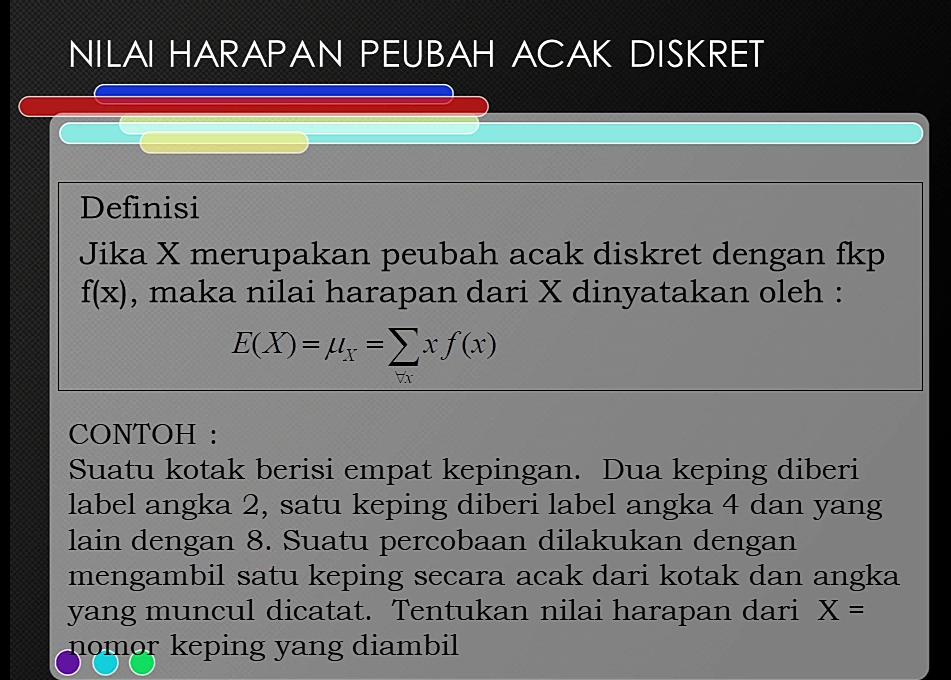 NILAI HARAPAN PEUBAH ACAK DISKRET
Definisi
Jika X merupakan peubah acak diskret dengan fkp
f(x), maka nilai harapan dari X dinyatakan oleh :
E(X) = μ_X = ∑_{∀x} x f(x)
CONTOH :
Suatu kotak berisi empat kepingan. Dua keping diberi
label angka 2, satu keping diberi label angka 4 dan yang
lain dengan 8. Suatu percobaan dilakukan dengan
mengambil satu keping secara acak dari kotak dan angka
yang muncul dicatat. Tentukan nilai harapan dari X =
nomor keping yang diambil